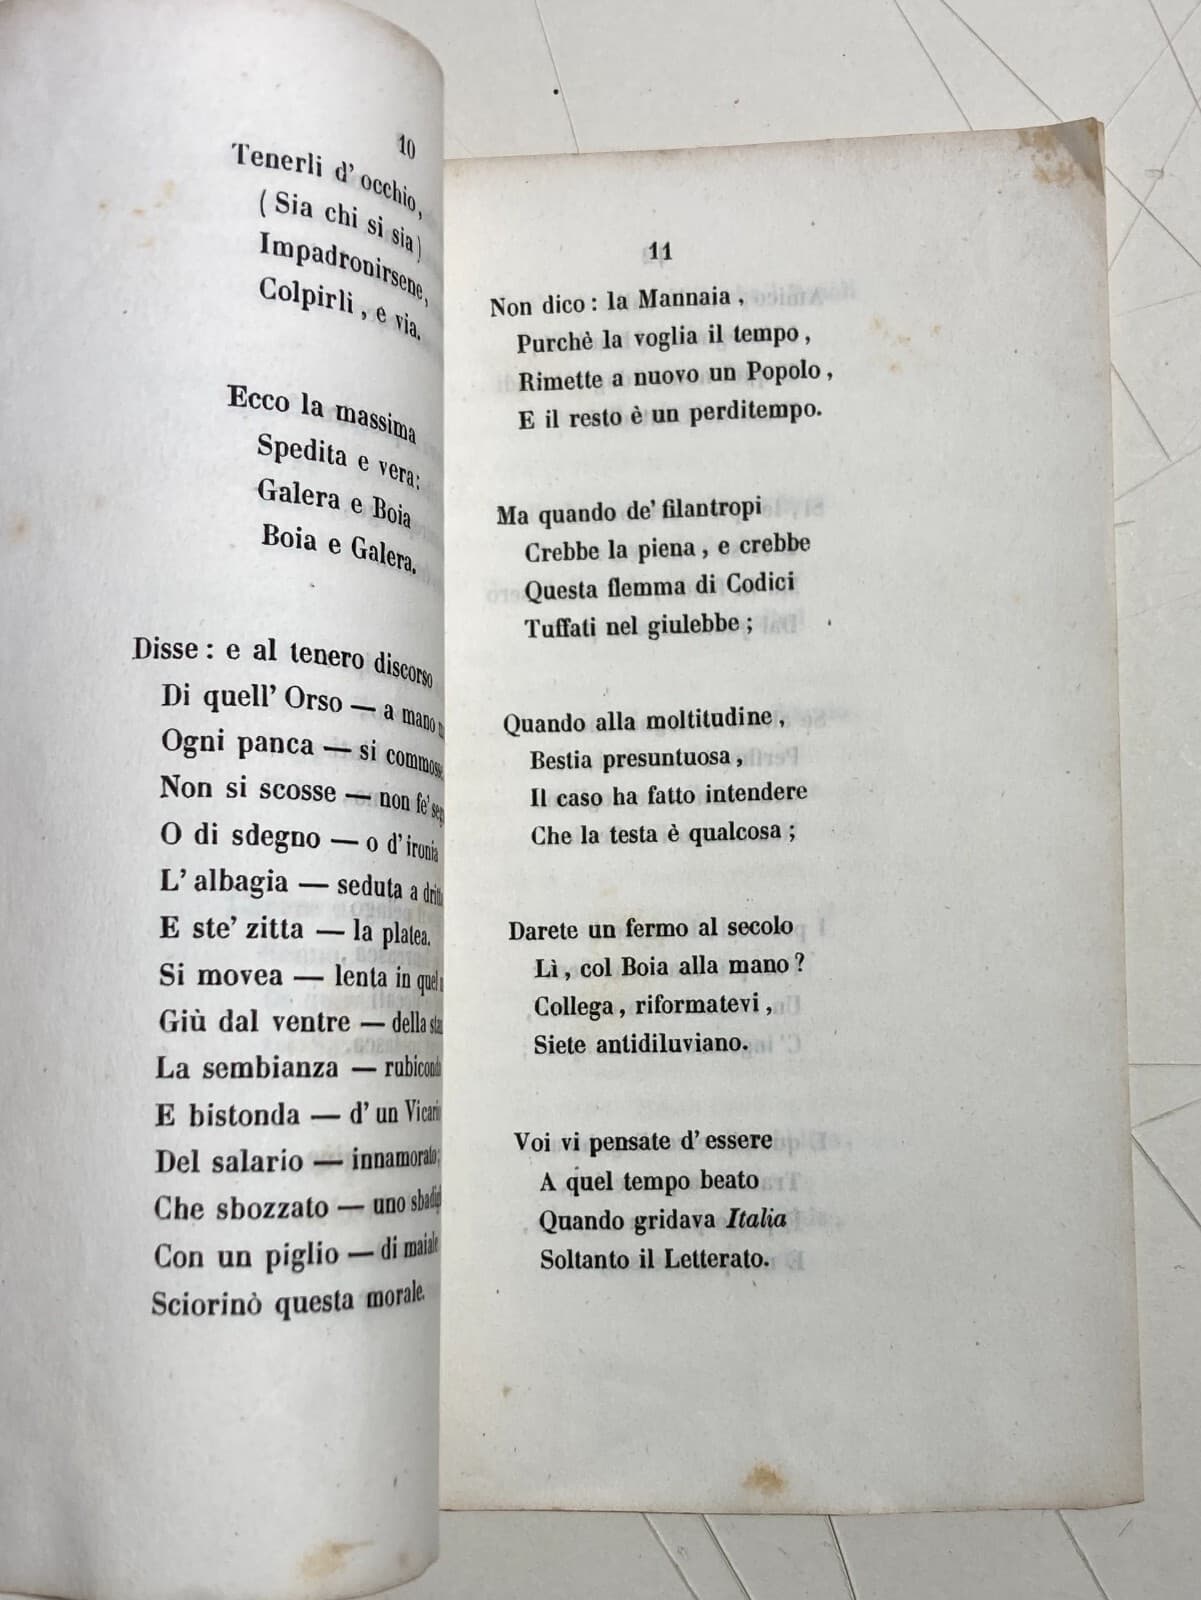 10
Tenerli d' occhio,
( Sia chi si sia )
Impadronirsene,
Colpirli, e via.
Ecco la massima
Spedita e vera:
Galera e Boia
Boia e Galera.
Disse: e al tenero discorso
Di quell' Orso — a mano
Ogni panca — si commosse
Non si scosse — non fe'
O di sdegno — o d' ironia
L' albagia — seduta a
E ste' zitta — la platea.
Si movea — lenta in quel
Giù dal ventre — della
La sembianza —
E bistonda — d' un
Del salario — innamorato;
Che sbozzato — uno
Con un piglio — di maiale
Sciorinò questa morale.
11
Non dico: la Mannaia,
Purchè la voglia il tempo,
Rimette a nuovo un Popolo,
E il resto è un perditempo.
Ma quando de' filantropi
Crebbe la piena, e crebbe
Questa flemma di Codici
Tuffati nel giulebbe;
Quando alla moltitudine,
Bestia presuntuosa,
Il caso ha fatto intendere
Che la testa è qualcosa;
Darete un fermo al secolo
Lì, col Boia alla mano?
Collega, riformatevi,
Siete antidiluviano.
Voi vi pensate d' essere
A quel tempo beato
Quando gridava Italia
Soltanto il Letterato.